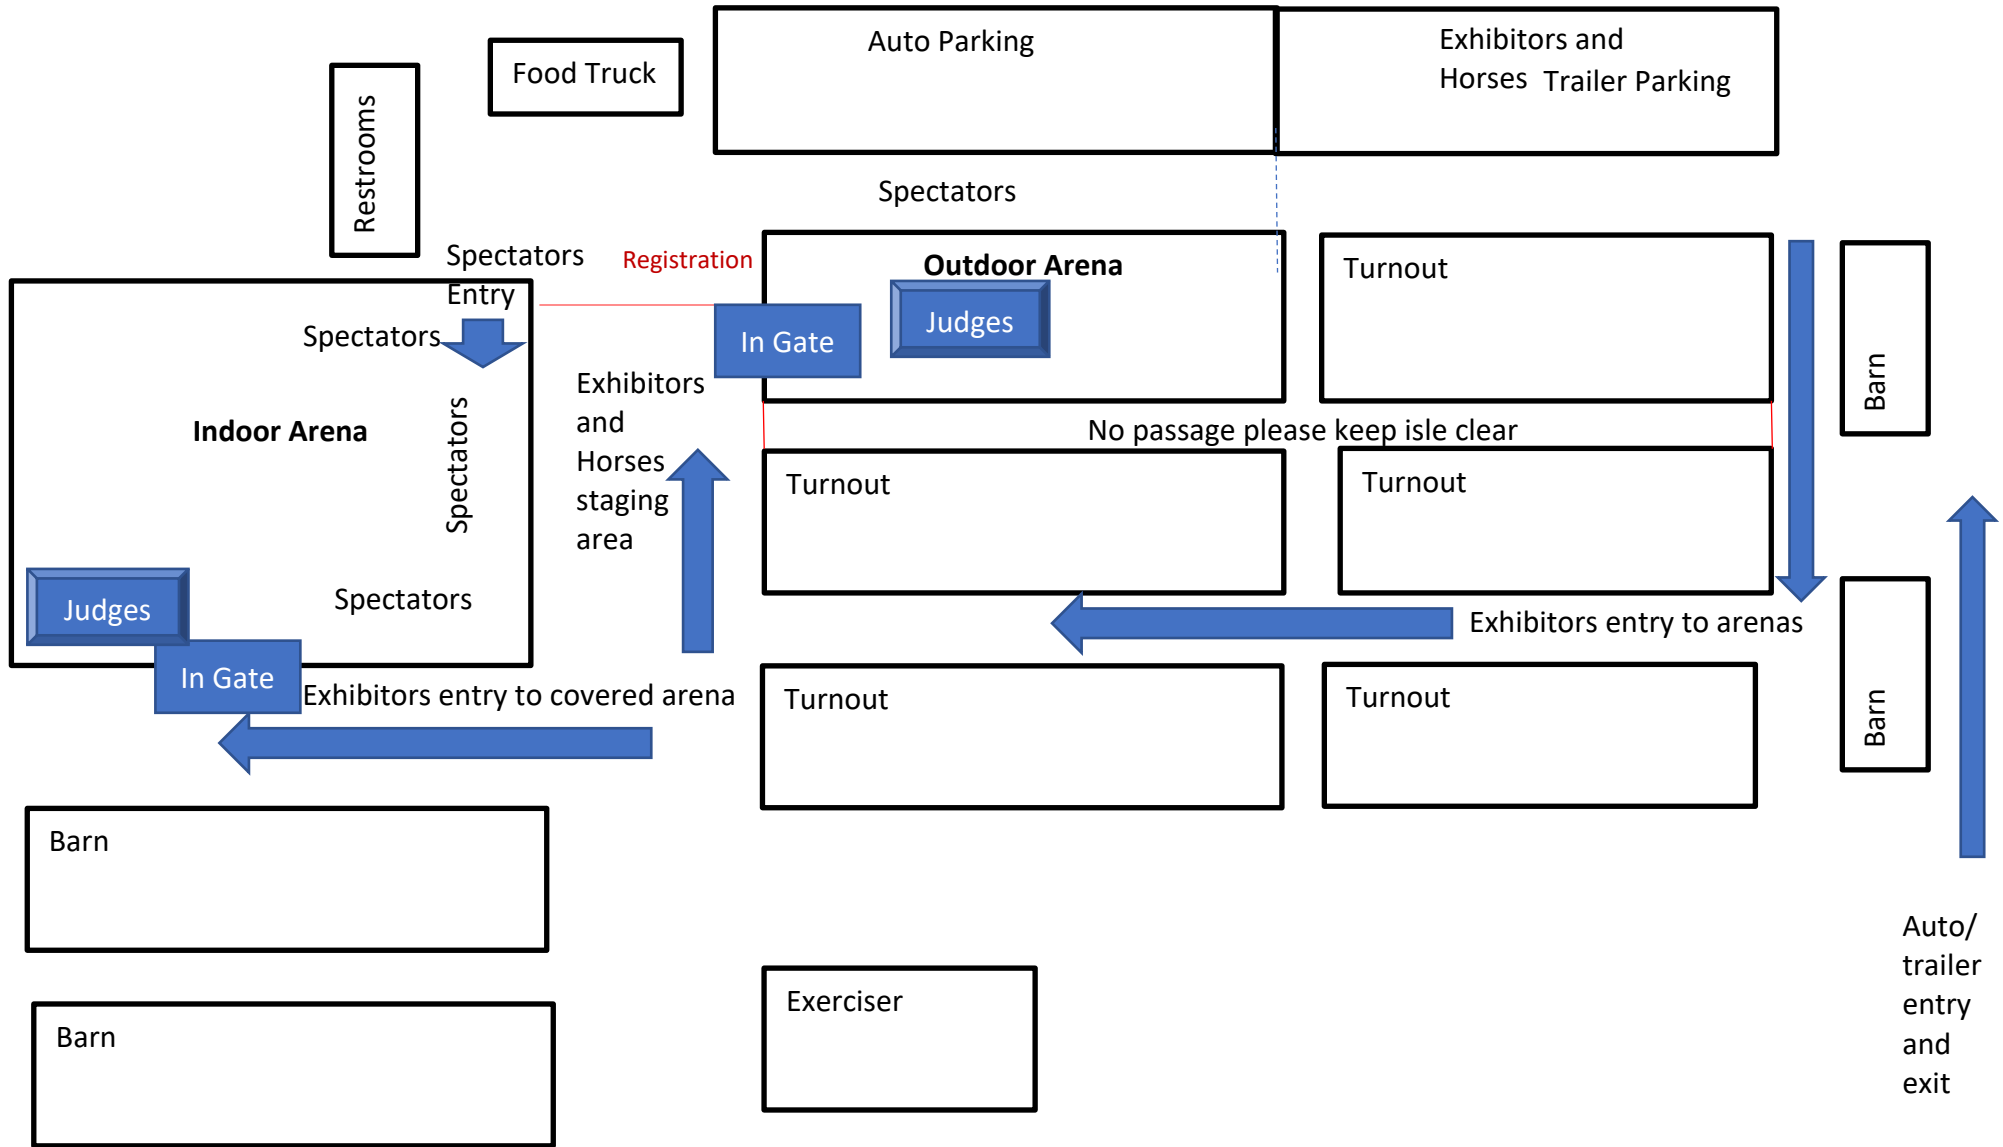 Auto Parking
Exhibitors and
Horses Trailer Parking
Food Truck
Restrooms
Spectators
Spectators
Entry
Registration
Outdoor Arena
Judges
In Gate
Turnout
Barn
Spectators
Spectators
Indoor Arena
Exhibitors
and
Horses
staging
area
No passage please keep isle clear
Turnout
Turnout
Judges
Spectators
In Gate
Exhibitors entry to arenas
Exhibitors entry to covered arena
Turnout
Turnout
Barn
Barn
Barn
Exerciser
Auto/
trailer
entry
and
exit